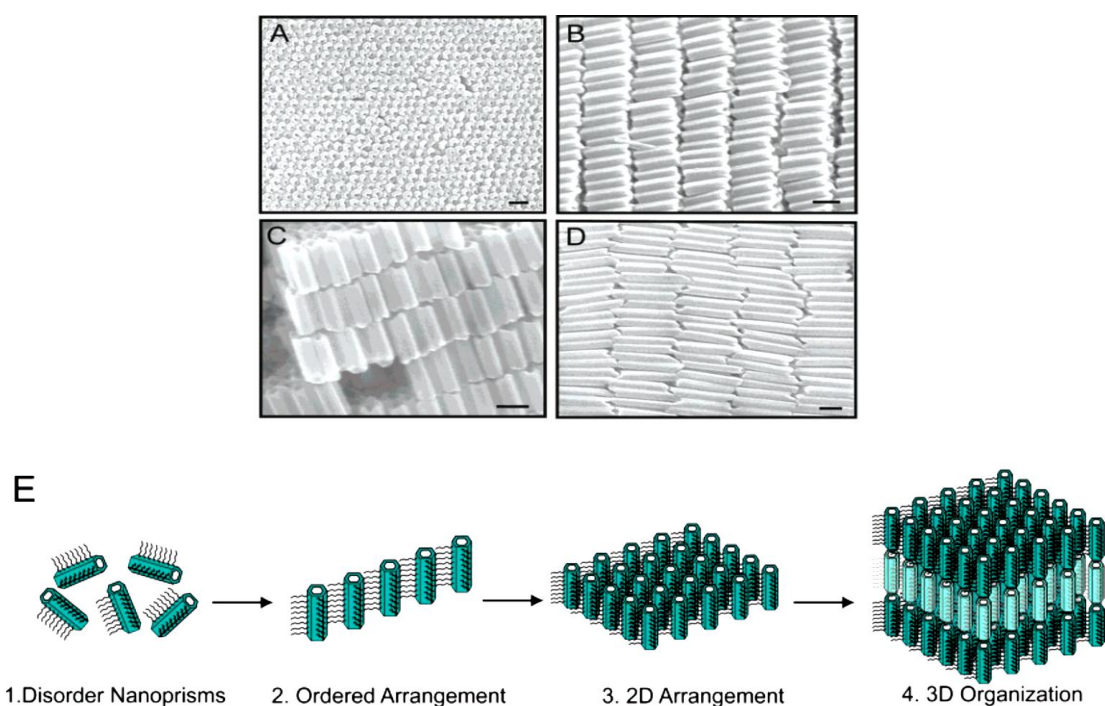 A
B
C
D
E
1.Disorder Nanoprisms
2. Ordered Arrangement
3. 2D Arrangement
4. 3D Organization